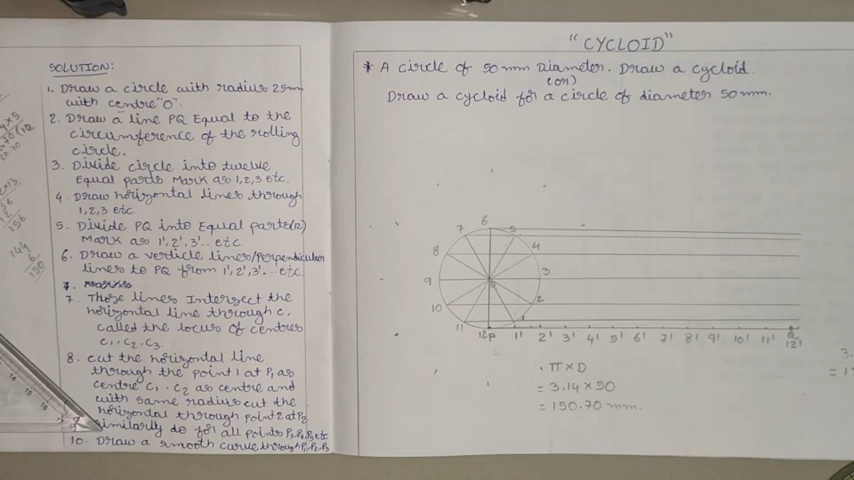 SOLUTION:
1. Draw a circle with radius 25mm
with centre "O".
2. Draw a line PQ Equal to the
circumference of the rolling
circle.
3. Divide circle into twelve
Equal parts Mark as 1,2,3 etc.
4. Draw horizontal lines through
1,2,3 etc
5. Divide PQ into Equal parts(12)
Mark as 1', 2', 3'.. etc.
6. Draw a verticle lines/Perpendicular
lines to PQ from 1', 2', 3'...etc.
7. These lines Intersect the
horizontal line through c,
called the locus of centres
C1, C2, C3
8. cut the horizontal line
through the point 1 at P1 as
centre C1. C2 as centre and
with same radius cut the
horizontal through point 2 at P2
similarly do for all points P3, P4, P5 etc
10. Draw a smooth curve through P1, P2, P3
144
6
150
156
"CYCLOID"
* A circle of 50mm Diameter. Draw a cycloid.
(or)
Draw a cycloid for a circle of diameter 50mm.
6
7 5
8 4
9 3
10 2
11 1
12 P 1' 2' 3' 4' 5' 6' 7' 8' 9' 10' 11' 12'
π × D
= 3.14 × 50
= 150.70 mm.